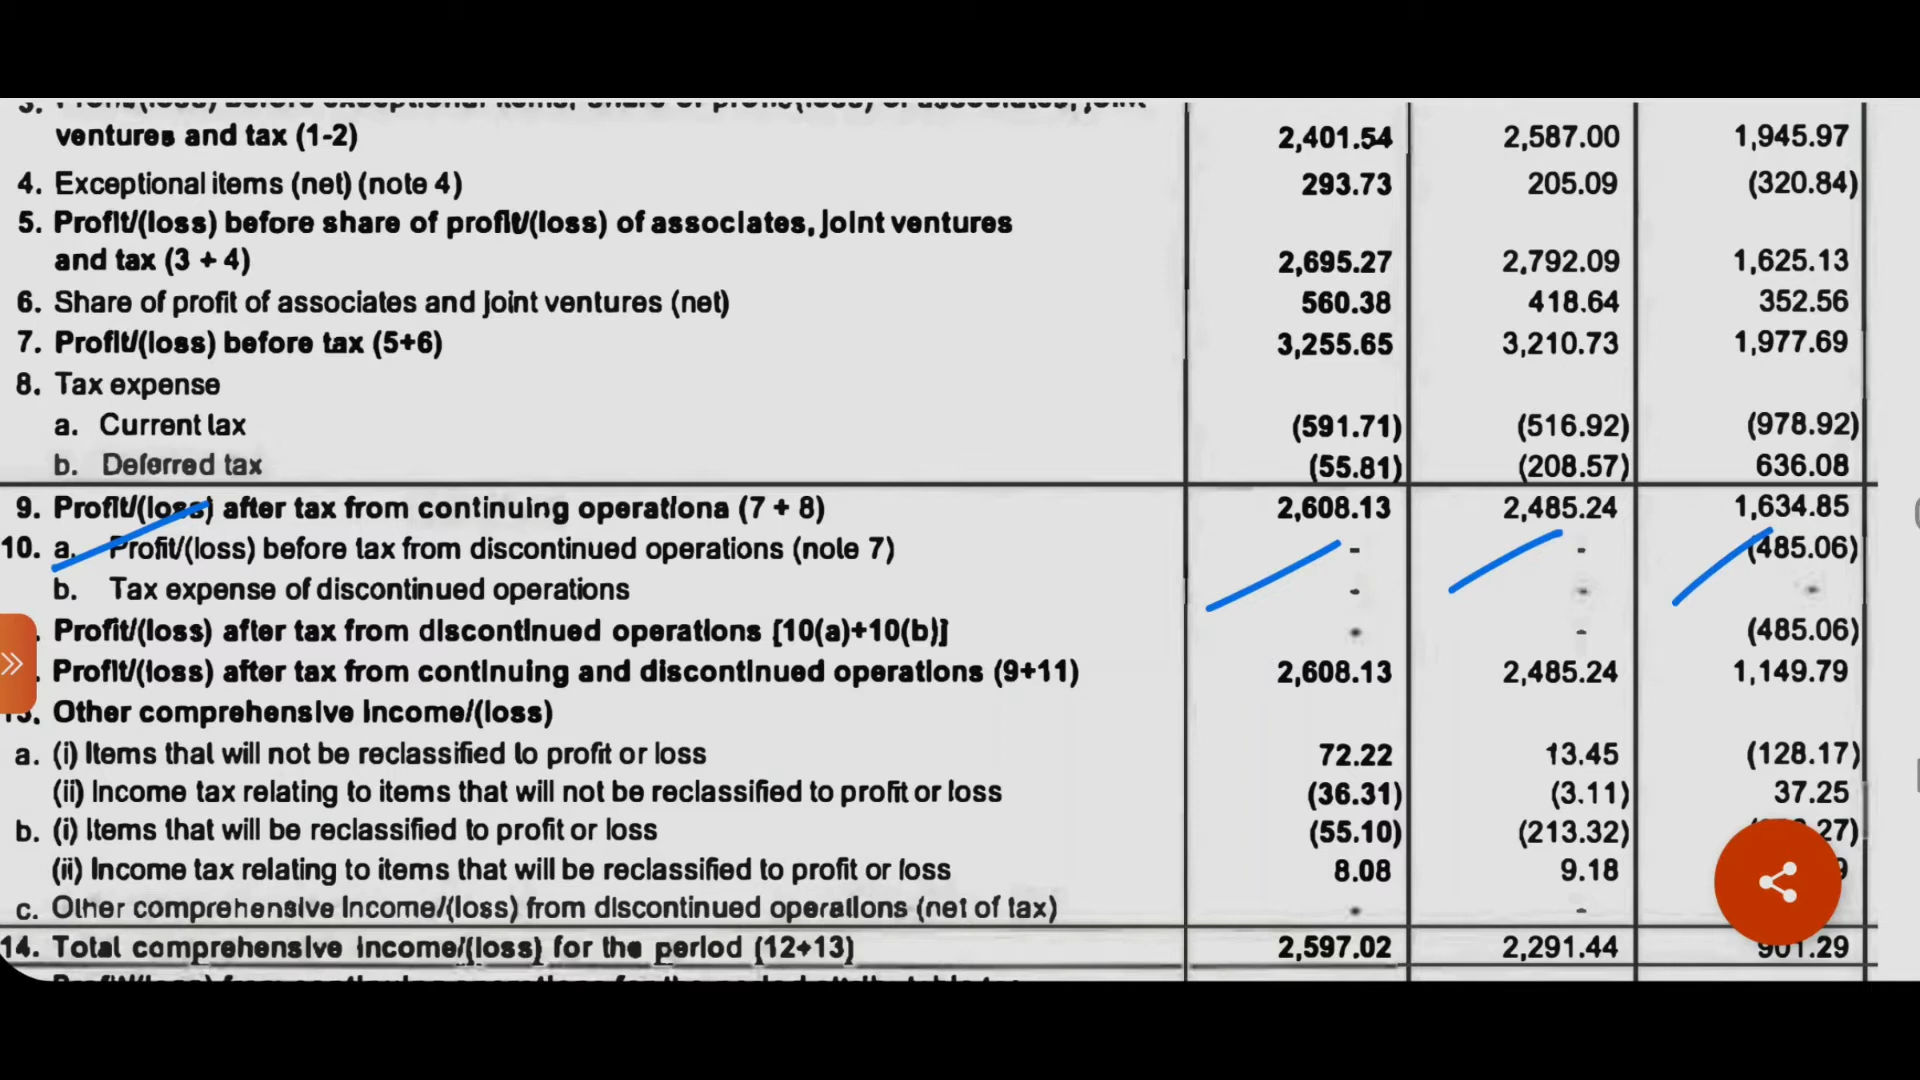 ventures and tax (1-2) 2,401.54 2,587.00 1,945.97
4. Exceptional items (net) (note 4) 293.73 205.09 (320.84)
5. Profit/(loss) before share of profit/(loss) of associates, joint ventures
and tax (3 + 4) 2,695.27 2,792.09 1,625.13
6. Share of profit of associates and joint ventures (net) 560.38 418.64 352.56
7. Profit/(loss) before tax (5+6) 3,255.65 3,210.73 1,977.69
8. Tax expense
a. Current tax (591.71) (516.92) (978.92)
b. Deferred tax (55.81) (208.57) 636.08
9. Profit/(loss) after tax from continuing operations (7 + 8) 2,608.13 2,485.24 1,634.85
10. a. Profit/(loss) before tax from discontinued operations (note 7) - - (485.06)
b. Tax expense of discontinued operations - - -
Profit/(loss) after tax from discontinued operations [10(a)+10(b)] - - (485.06)
Profit/(loss) after tax from continuing and discontinued operations (9+11) 2,608.13 2,485.24 1,149.79
13. Other comprehensive income/(loss)
a. (i) Items that will not be reclassified to profit or loss 72.22 13.45 (128.17)
(ii) Income tax relating to items that will not be reclassified to profit or loss (36.31) (3.11) 37.25
b. (i) Items that will be reclassified to profit or loss (55.10) (213.32)
(ii) Income tax relating to items that will be reclassified to profit or loss 8.08 9.18
c. Other comprehensive income/(loss) from discontinued operations (net of tax) - -
14. Total comprehensive income/(loss) for the period (12+13) 2,597.02 2,291.44 901.29